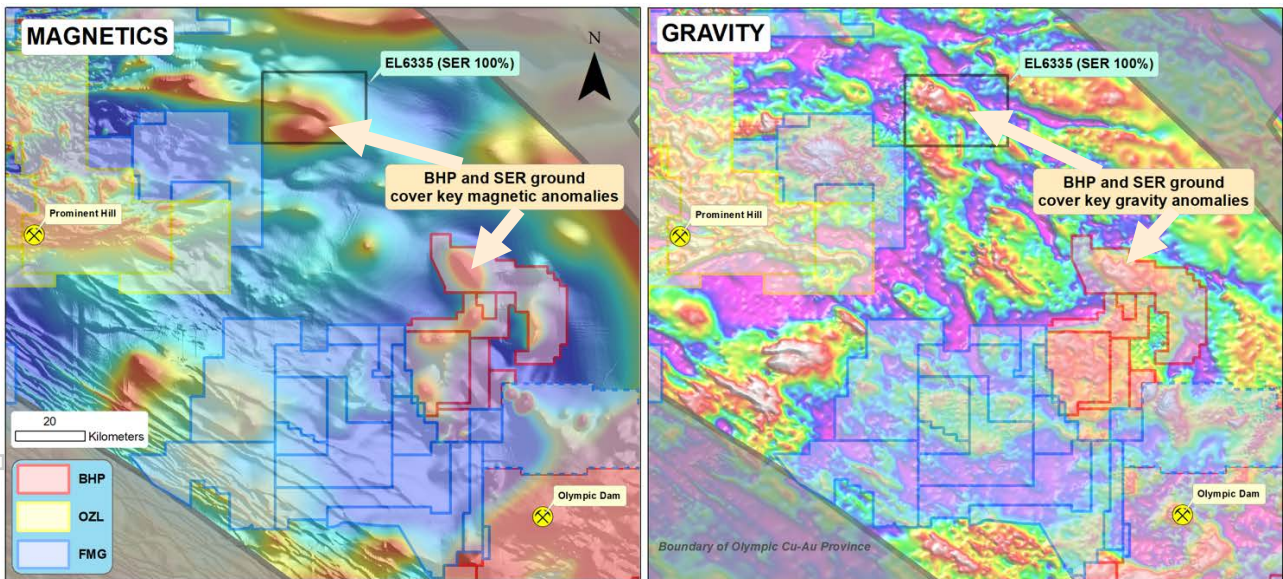 MAGNETICS
N
EL6335 (SER 100%)
BHP and SER ground
cover key magnetic anomalies
Prominent Hill
20
Kilometers
BHP
OZL
FMG
Olympic Dam
GRAVITY
EL6335 (SER 100%)
BHP and SER ground
cover key gravity anomalies
Prominent Hill
Olympic Dam
Boundary of Olympic Cu-Au Province